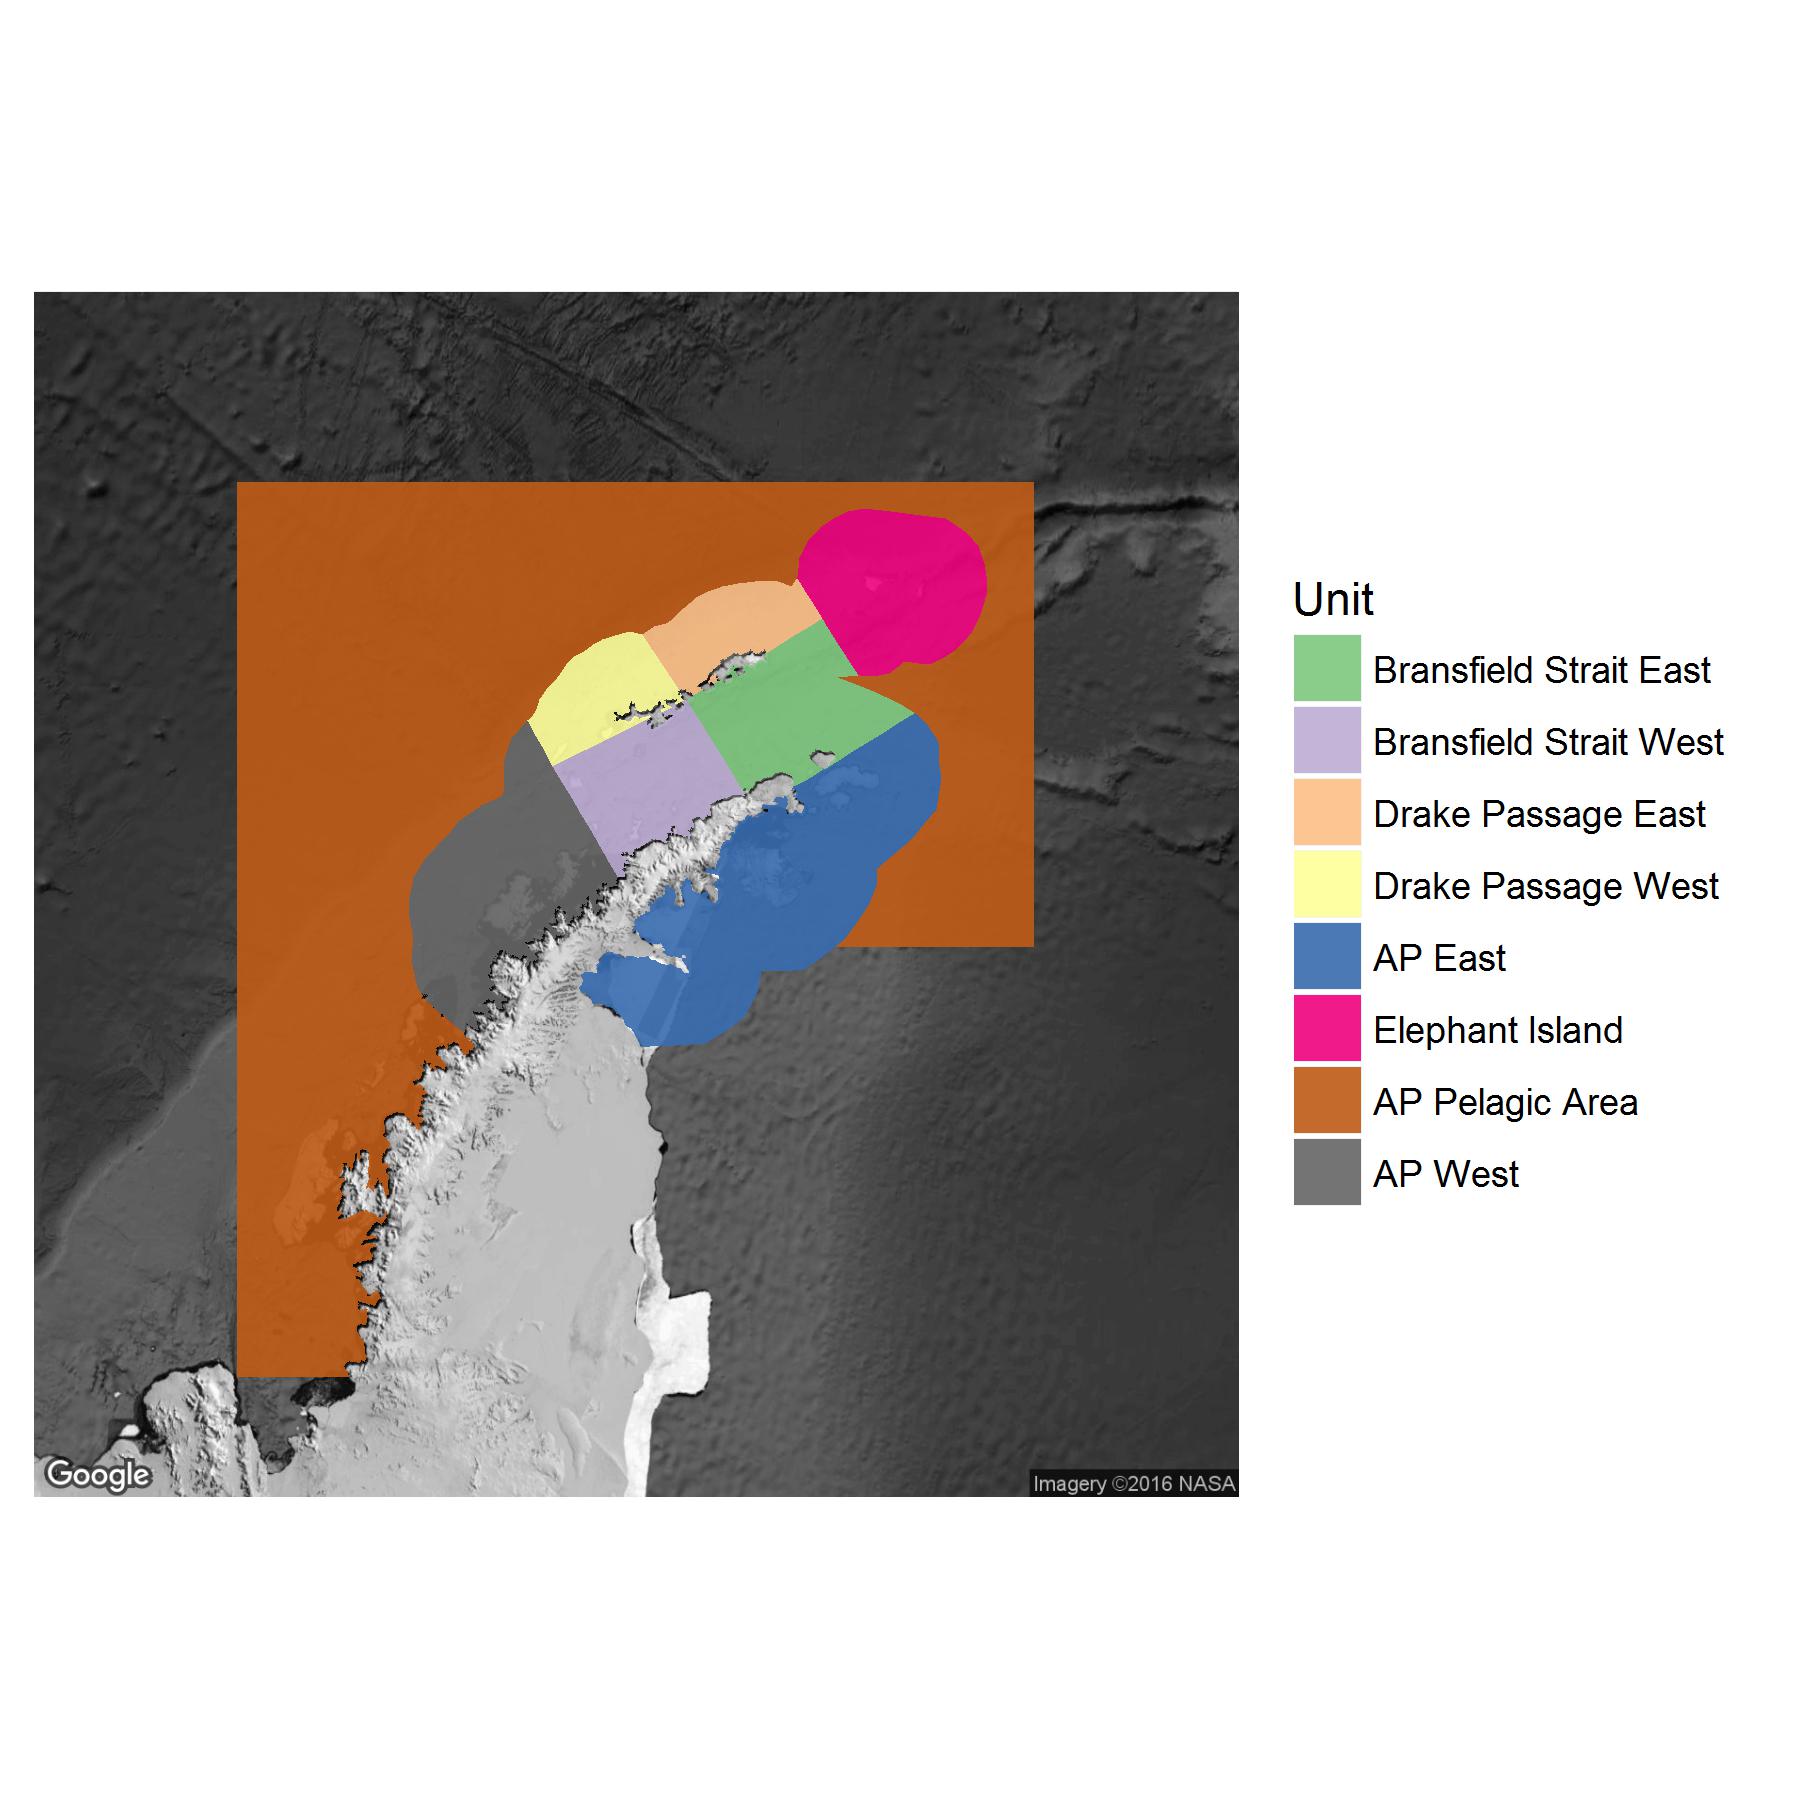 Unit
Bransfield Strait East
Bransfield Strait West
Drake Passage East
Drake Passage West
AP East
Elephant Island
AP Pelagic Area
AP West
Google
Imagery ©2016 NASA